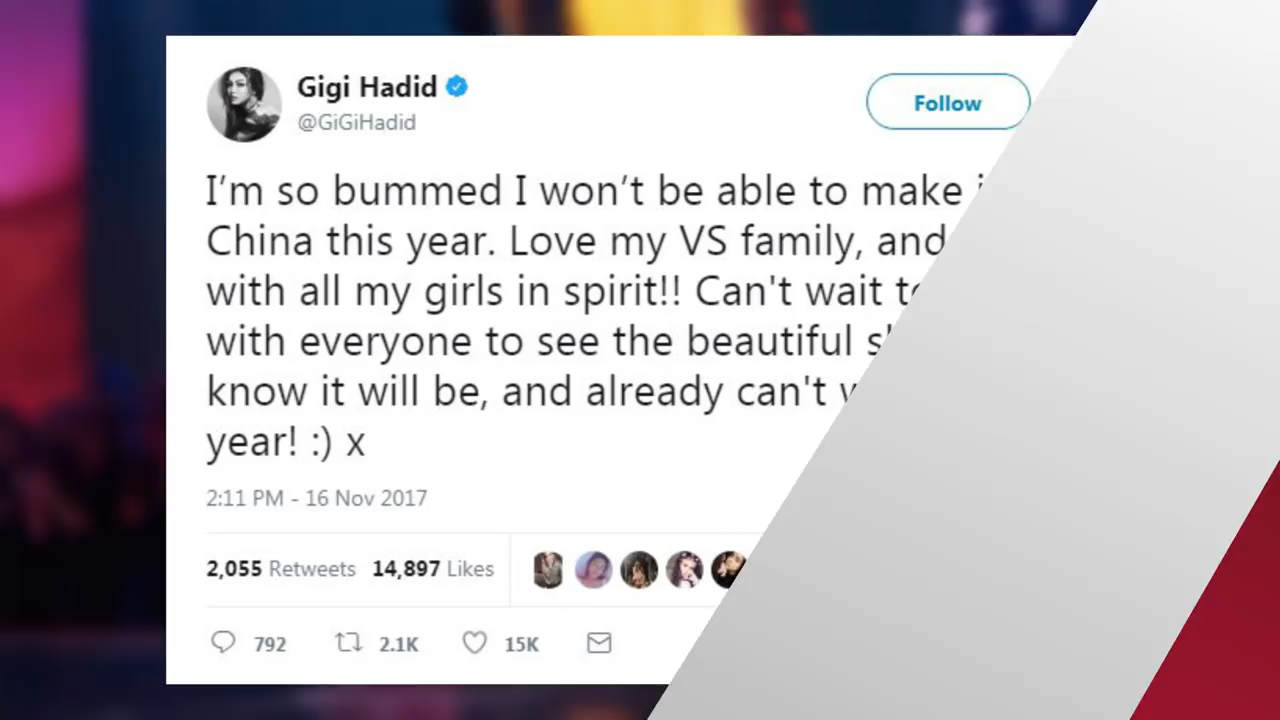 Gigi Hadid
@GiGiHadid
Follow
I’m so bummed I won’t be able to make
China this year. Love my VS family, and
with all my girls in spirit!! Can't wait
with everyone to see the beautiful
know it will be, and already can't
year! :) x
2:11 PM - 16 Nov 2017
2,055 Retweets 14,897 Likes
792 2.1K 15K